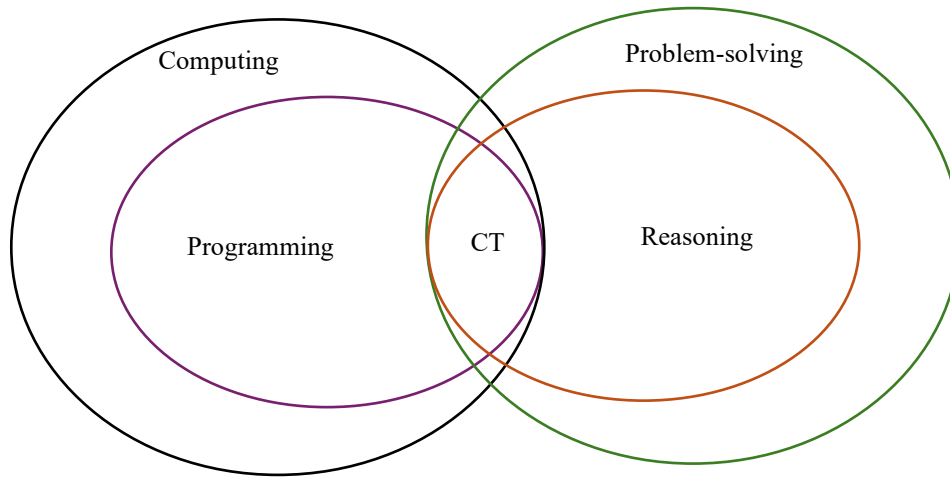 Computing
Problem-solving
Programming
CT
Reasoning